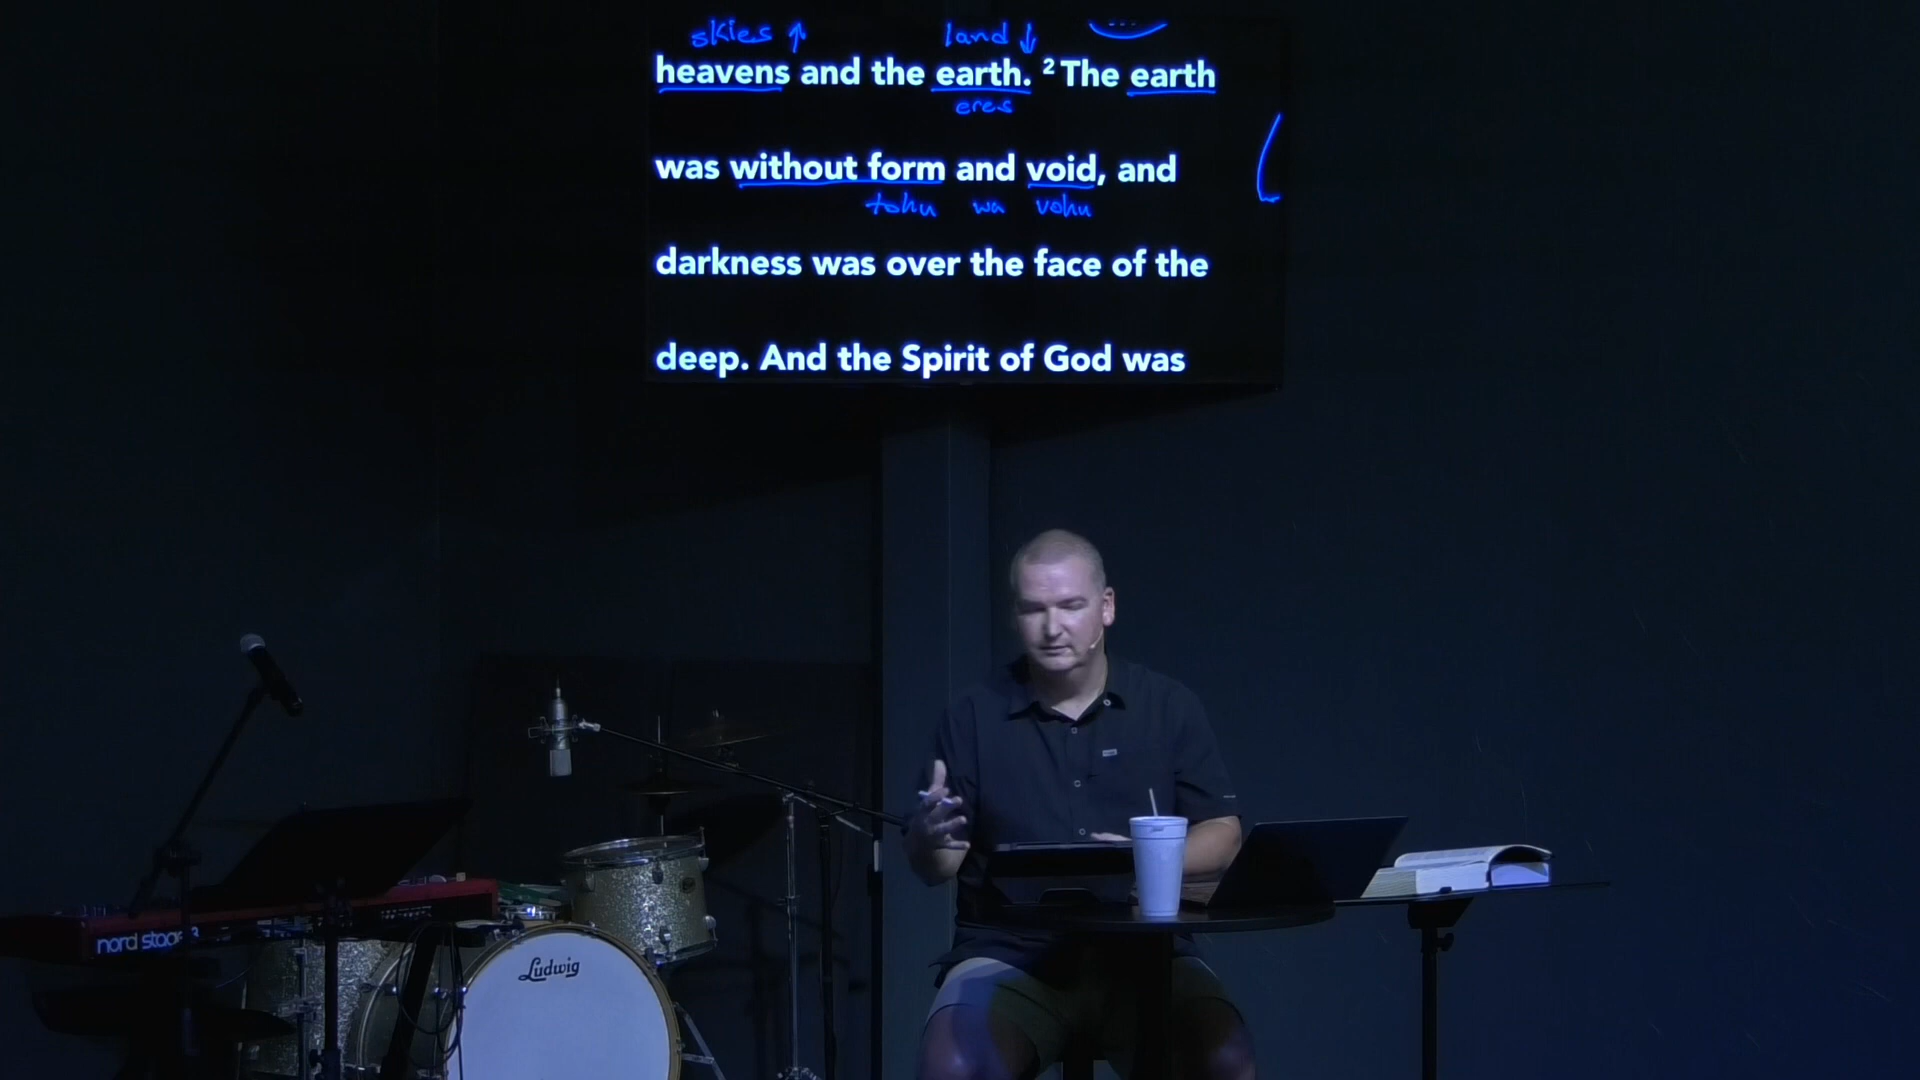 skies ↑ land ↓
heavens and the earth. ² The earth
eres
was without form and void, and
tohu wa vohu
darkness was over the face of the
deep. And the Spirit of God was
nord stage 3
Ludwig